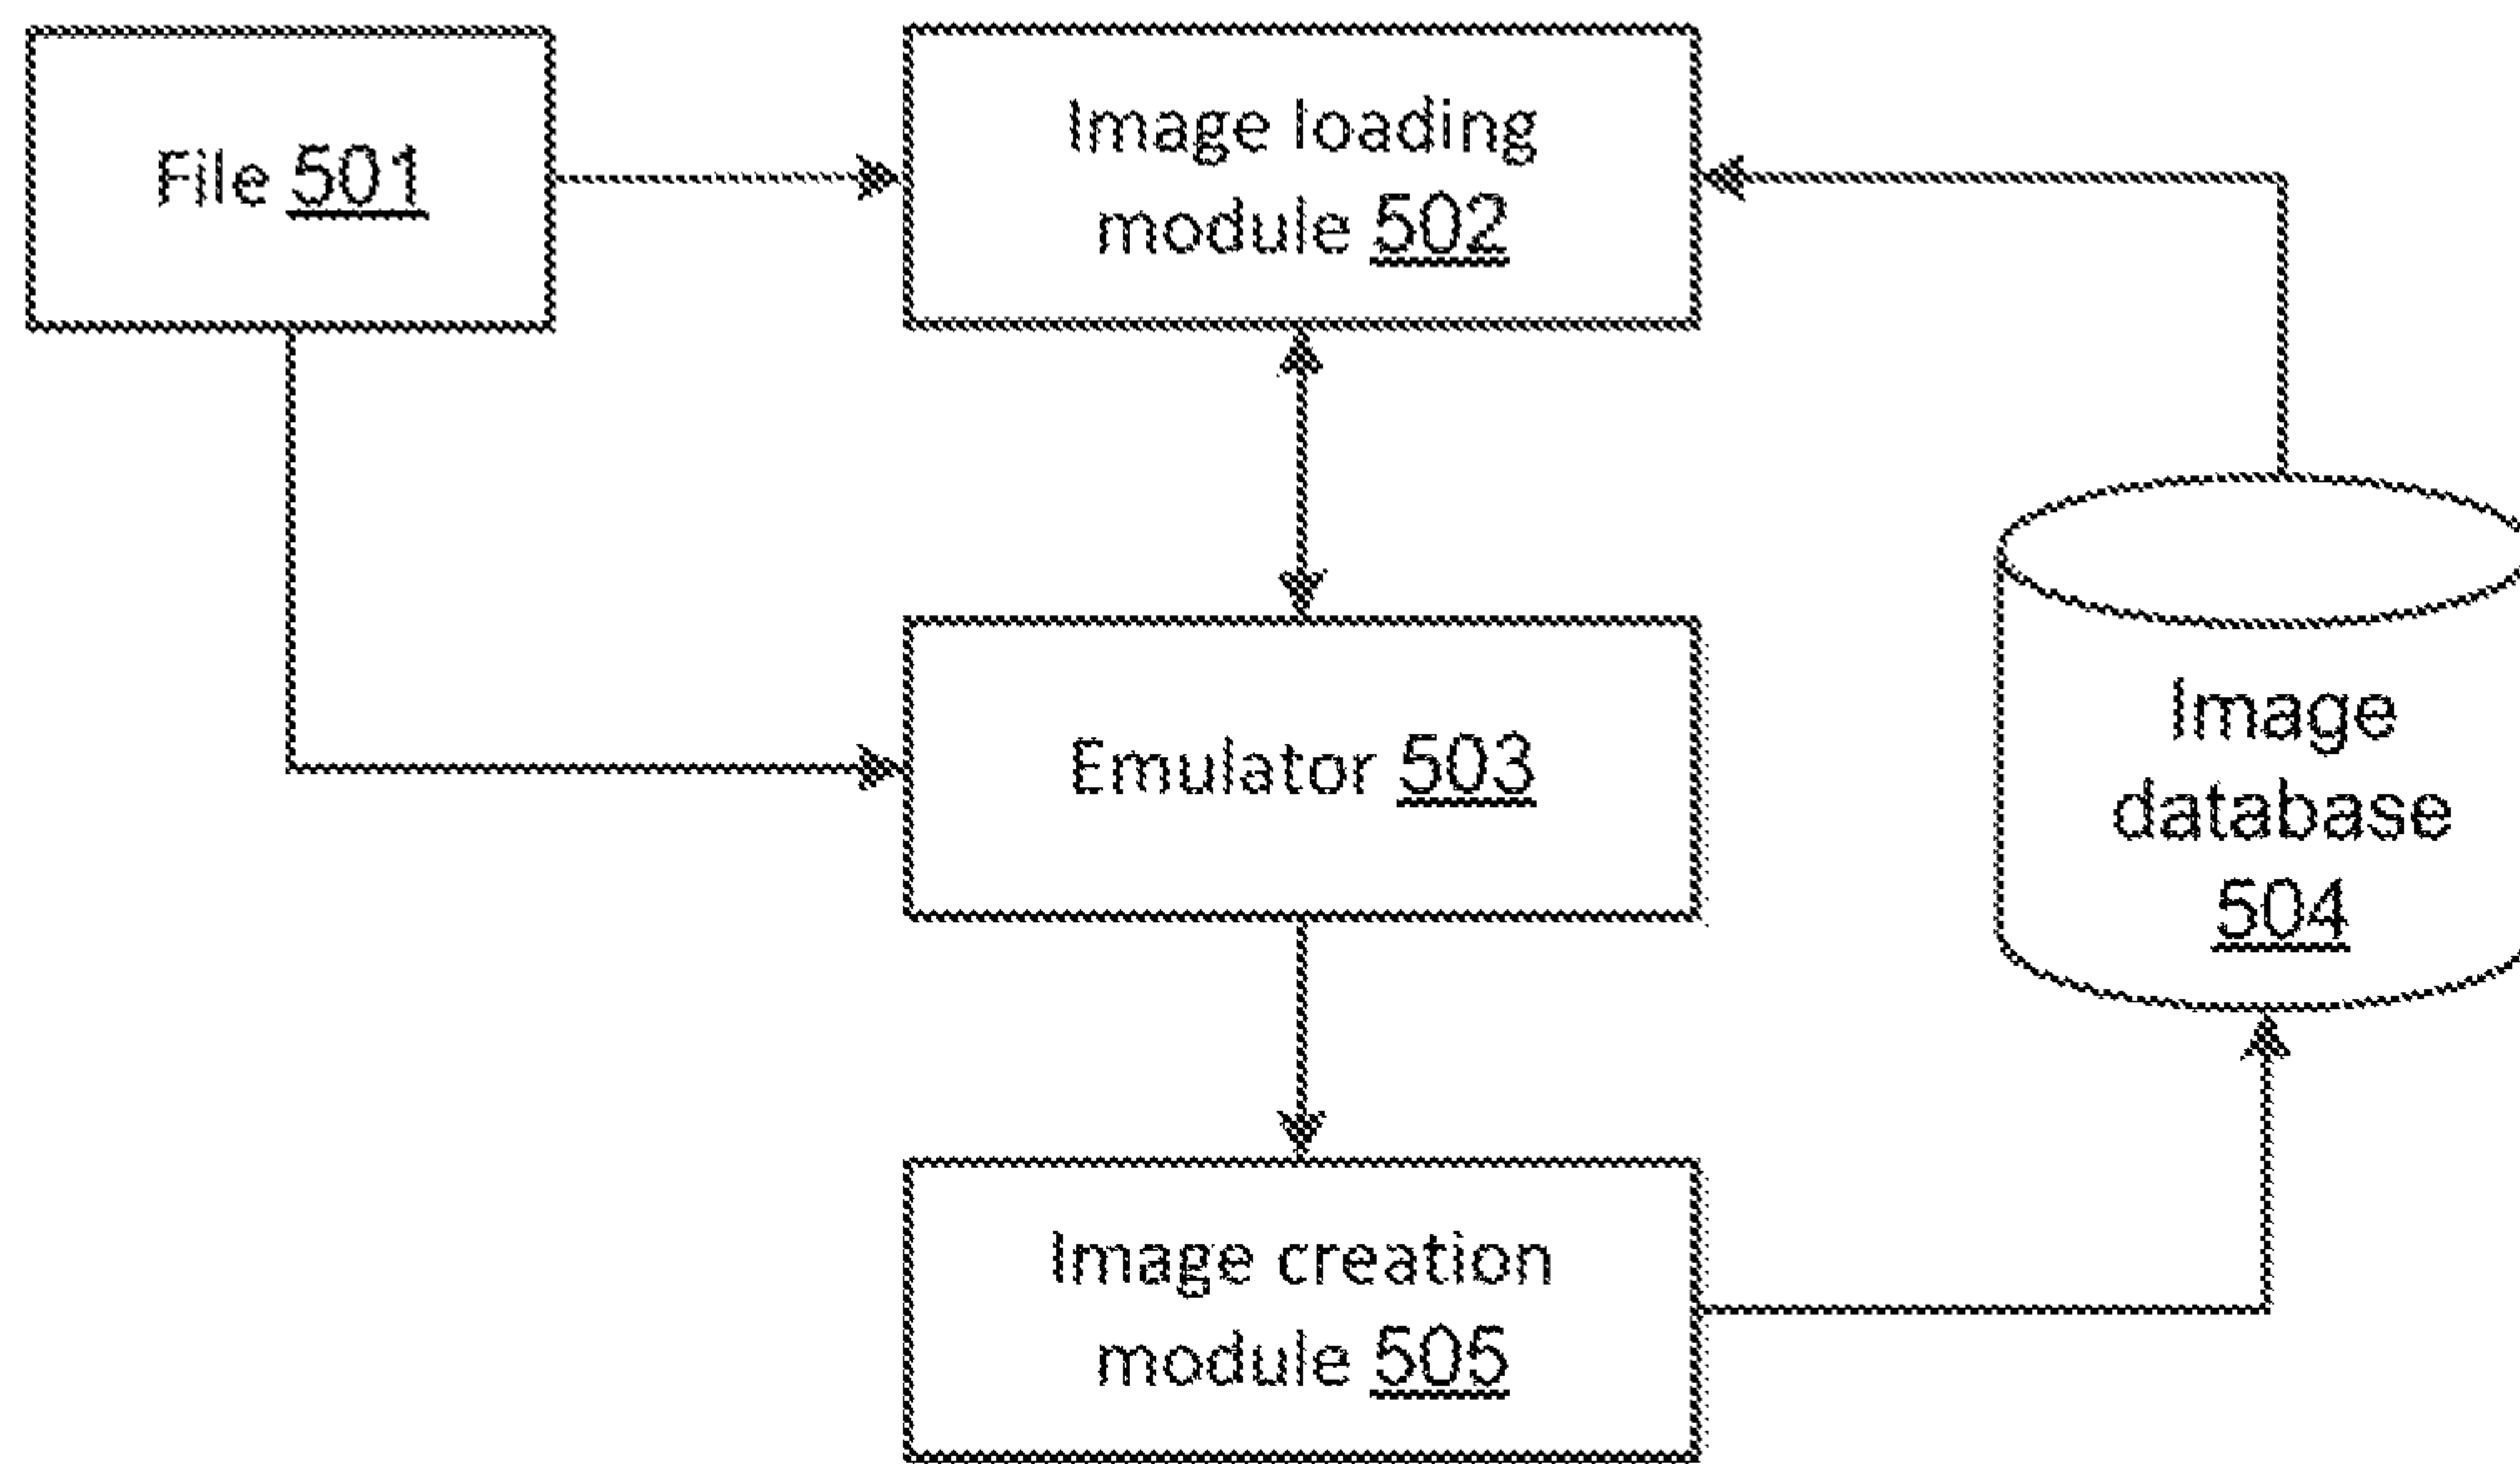 File 501
Image loading
module 502
Emulator 503
Image
database
504
Image creation
module 505